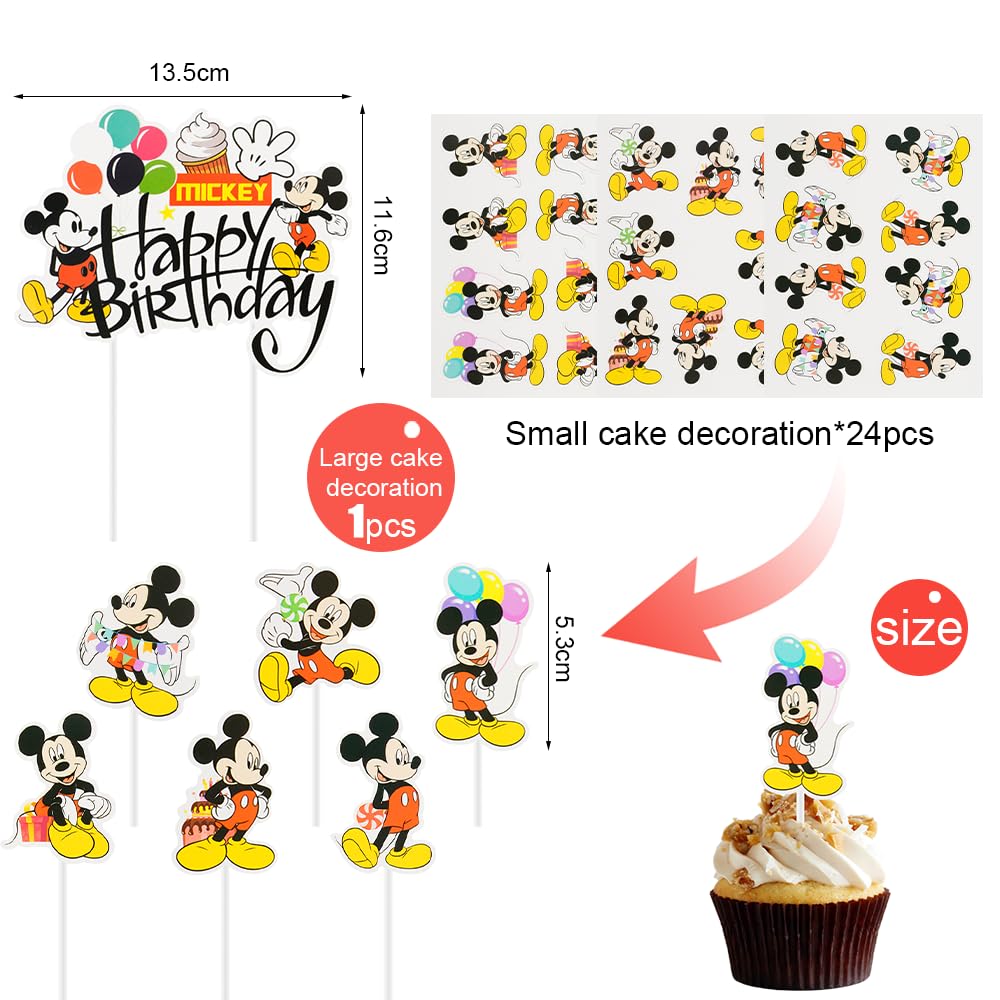 13.5cm
MICKEY
Happy
Birthday
11.6cm
Small cake decoration*24pcs
Large cake
decoration
1pcs
5.3cm
size